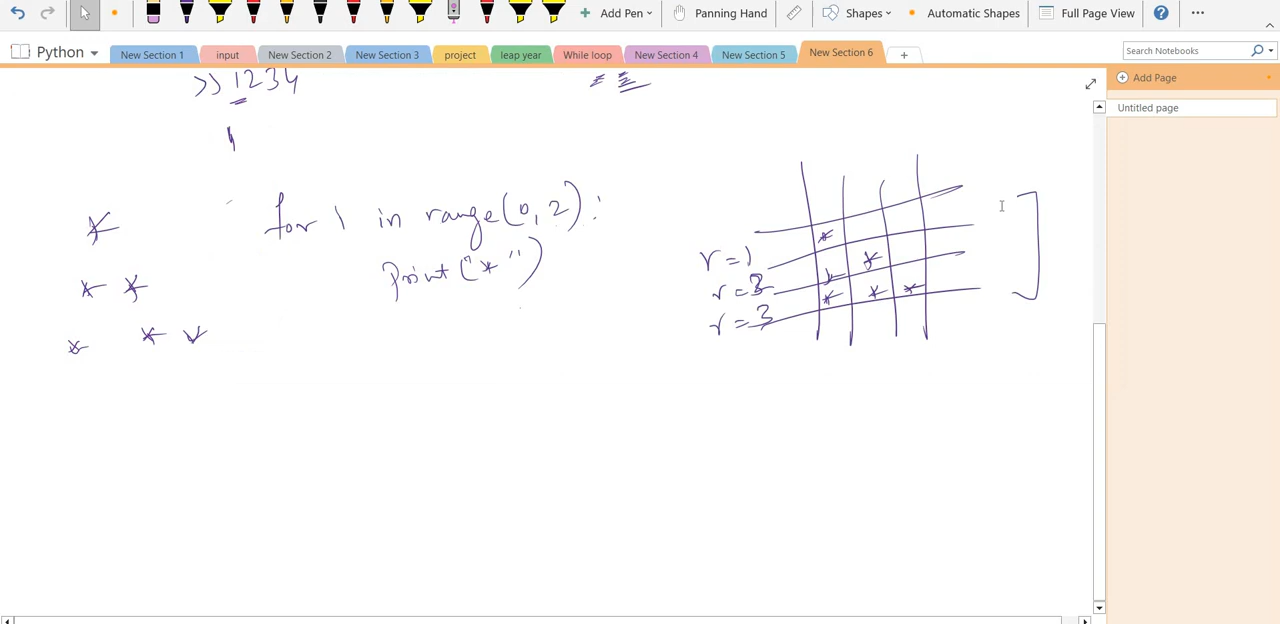 Add Pen
Panning Hand
Shapes
Automatic Shapes
Full Page View
Python
New Section 1
input
New Section 2
New Section 3
project
leap year
While loop
New Section 4
New Section 5
New Section 6
Search Notebooks
Add Page
Untitled page
>> 1234
for i in range(0,2):
print("*")
*
* *
* * *
r=1
r=2
r=3
*
* *
* * *